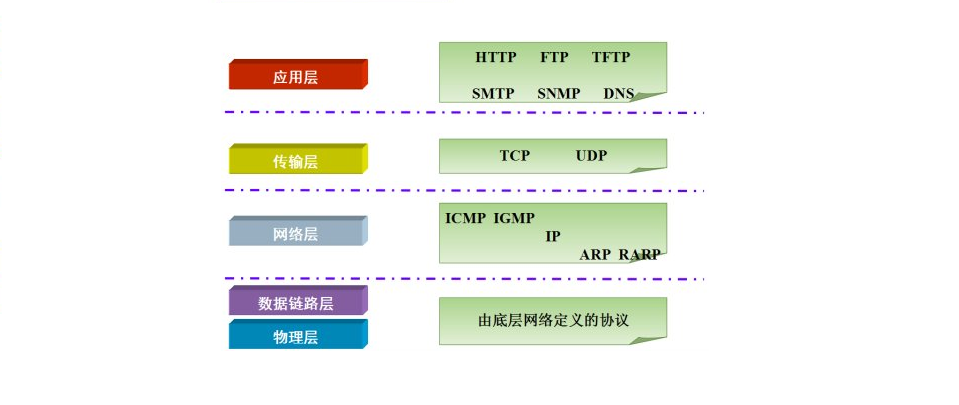 应用层
HTTP FTP TFTP
SMTP SNMP DNS
传输层
TCP UDP
网络层
ICMP IGMP
IP
ARP RARP
数据链路层
物理层
由底层网络定义的协议